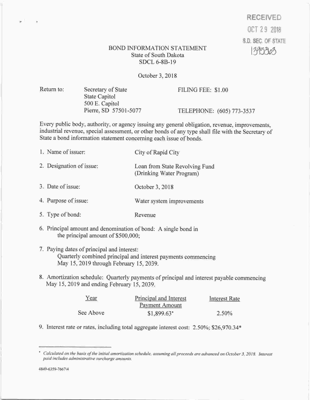 RECEIVED
OCT 29 2018
S.D. SEC. OF STATE
BOND INFORMATION STATEMENT
State of South Dakota
SDCL 6-8B-19
October 3, 2018
Return to: Secretary of State FILING FEE: $1.00
State Capitol
500 E. Capitol
Pierre, SD 57501-5077 TELEPHONE: (605) 773-3537
Every public body, authority, or agency issuing any general obligation, revenue, improvements,
industrial revenue, special assessment, or other bonds of any type shall file with the Secretary of
State a bond information statement concerning each issue of bonds.
1. Name of issuer: City of Rapid City
2. Designation of issue: Loan from State Revolving Fund
(Drinking Water Program)
3. Date of issue: October 3, 2018
4. Purpose of issue: Water system improvements
5. Type of bond: Revenue
6. Principal amount and denomination of bond: A single bond in
the principal amount of $500,000;
7. Paying dates of principal and interest:
Quarterly combined principal and interest payments commencing
May 15, 2019 through February 15, 2039.
8. Amortization schedule: Quarterly payments of principal and interest payable commencing
May 15, 2019 and ending February 15, 2039.
Year Principal and Interest Interest Rate
Payment Amount
See Above $1,899.63* 2.50%
9. Interest rate or rates, including total aggregate interest cost: 2.50%; $26,970.34*
* Calculated on the basis of the initial amortization schedule, assuming all proceeds are advanced on October 3, 2018. Interest
paid includes administrative surcharge amounts.